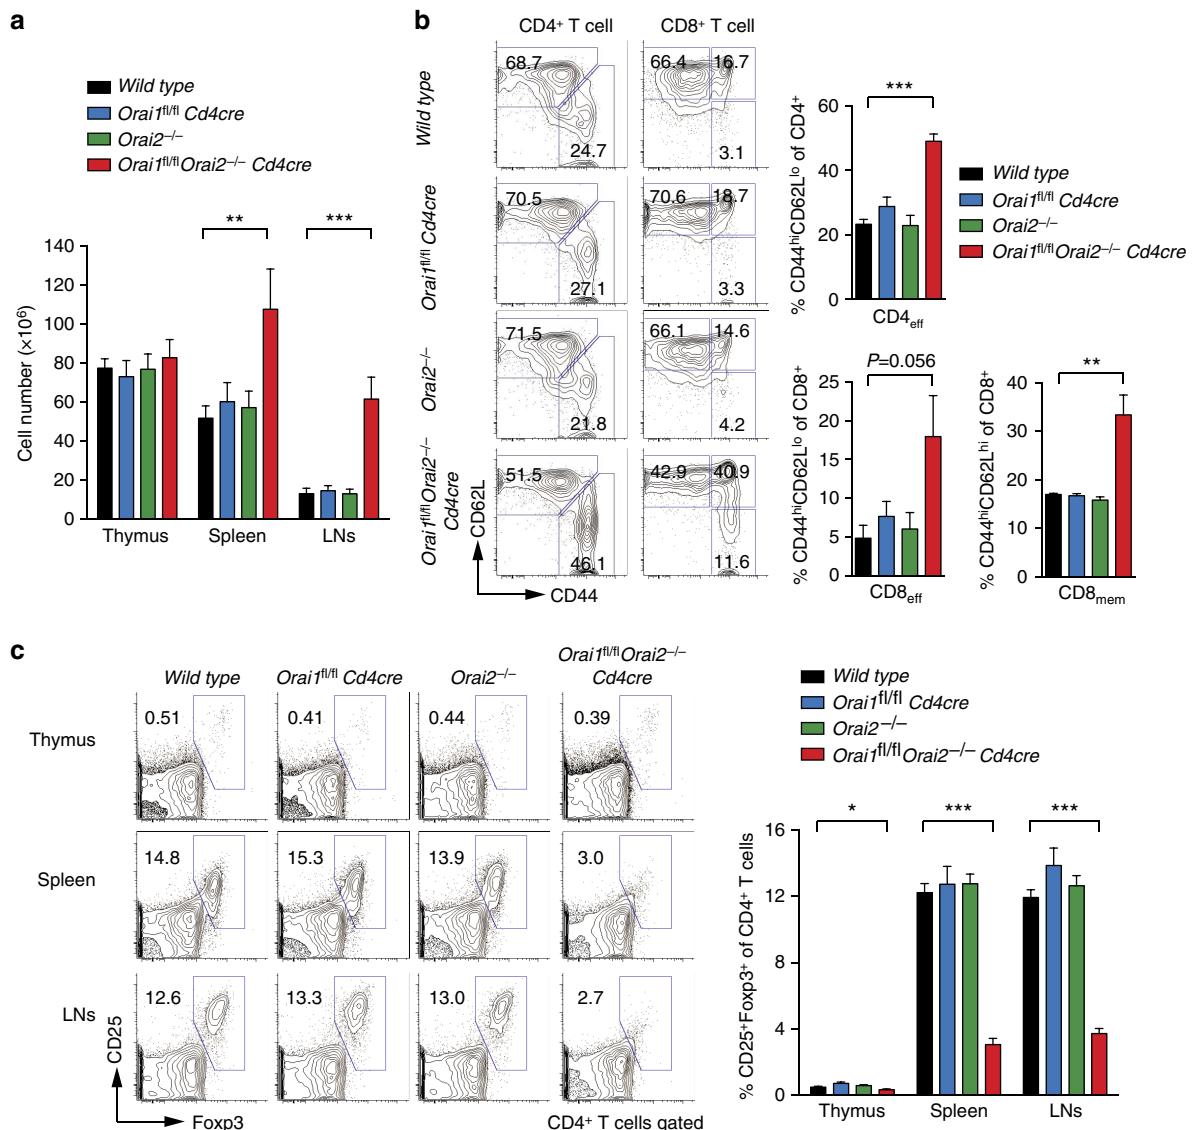 a
Wild type
Orai1fl/fl Cd4cre
Orai2–/–
Orai1fl/flOrai2–/– Cd4cre
** ***
Cell number (×10⁶)
140
120
100
80
60
40
20
0
Thymus Spleen LNs
b
CD4⁺ T cell CD8⁺ T cell
Wild type
68.7 66.4 16.7
24.7 3.1
Orai1fl/fl Cd4cre
70.5 70.6 18.7
27.1 3.3
Orai2–/–
71.5 66.1 14.6
21.8 4.2
Orai1fl/flOrai2–/–
Cd4cre
51.5 42.9 40.9
46.1 11.6
CD62L
CD44
***
% CD44hiCD62Llo of CD4⁺
60
40
20
0
CD4eff
Wild type
Orai1fl/fl Cd4cre
Orai2–/–
Orai1fl/flOrai2–/– Cd4cre
P=0.056
% CD44hiCD62Llo of CD8⁺
25
20
15
10
5
0
CD8eff
**
% CD44hiCD62Lhi of CD8⁺
40
30
20
10
0
CD8mem
c
Wild type Orai1fl/fl Cd4cre Orai2–/– Orai1fl/flOrai2–/–
Cd4cre
Thymus 0.51 0.41 0.44 0.39
Spleen 14.8 15.3 13.9 3.0
LNs 12.6 13.3 13.0 2.7
CD25
Foxp3
CD4⁺ T cells gated
Wild type
Orai1fl/fl Cd4cre
Orai2–/–
Orai1fl/flOrai2–/– Cd4cre
* *** ***
% CD25⁺Foxp3⁺ of CD4⁺ T cells
16
12
8
4
0
Thymus Spleen LNs